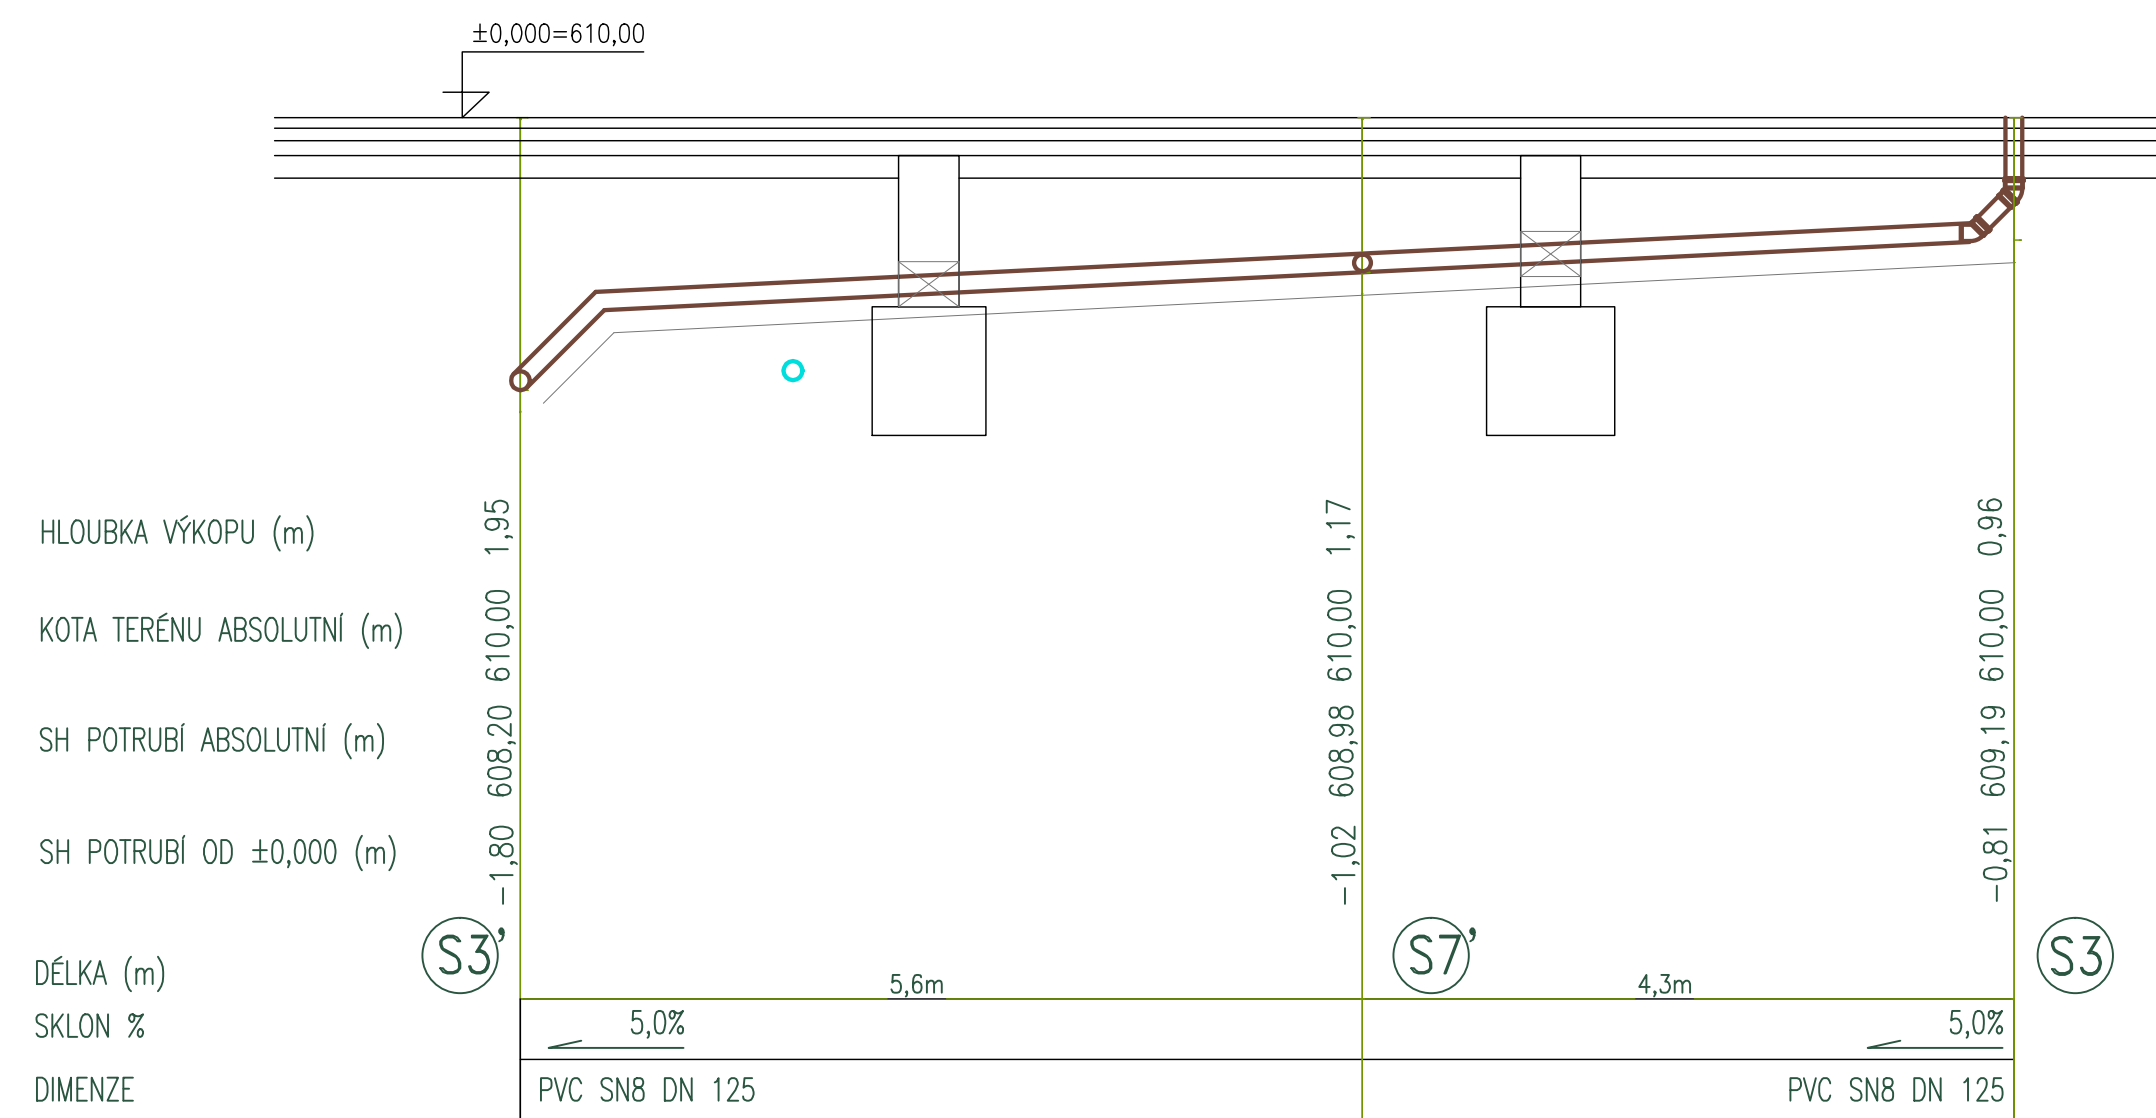 ±0,000=610,00
HLOUBKA VÝKOPU (m) 1,95 1,17 0,96
KOTA TERÉNU ABSOLUTNÍ (m) 610,00 610,00 610,00
SH POTRUBÍ ABSOLUTNÍ (m) 608,20 608,98 609,19
SH POTRUBÍ OD ±0,000 (m) -1,80 -1,02 -0,81
S3' S7' S3
DÉLKA (m) 5,6m 4,3m
SKLON % 5,0% 5,0%
DIMENZE PVC SN8 DN 125 PVC SN8 DN 125